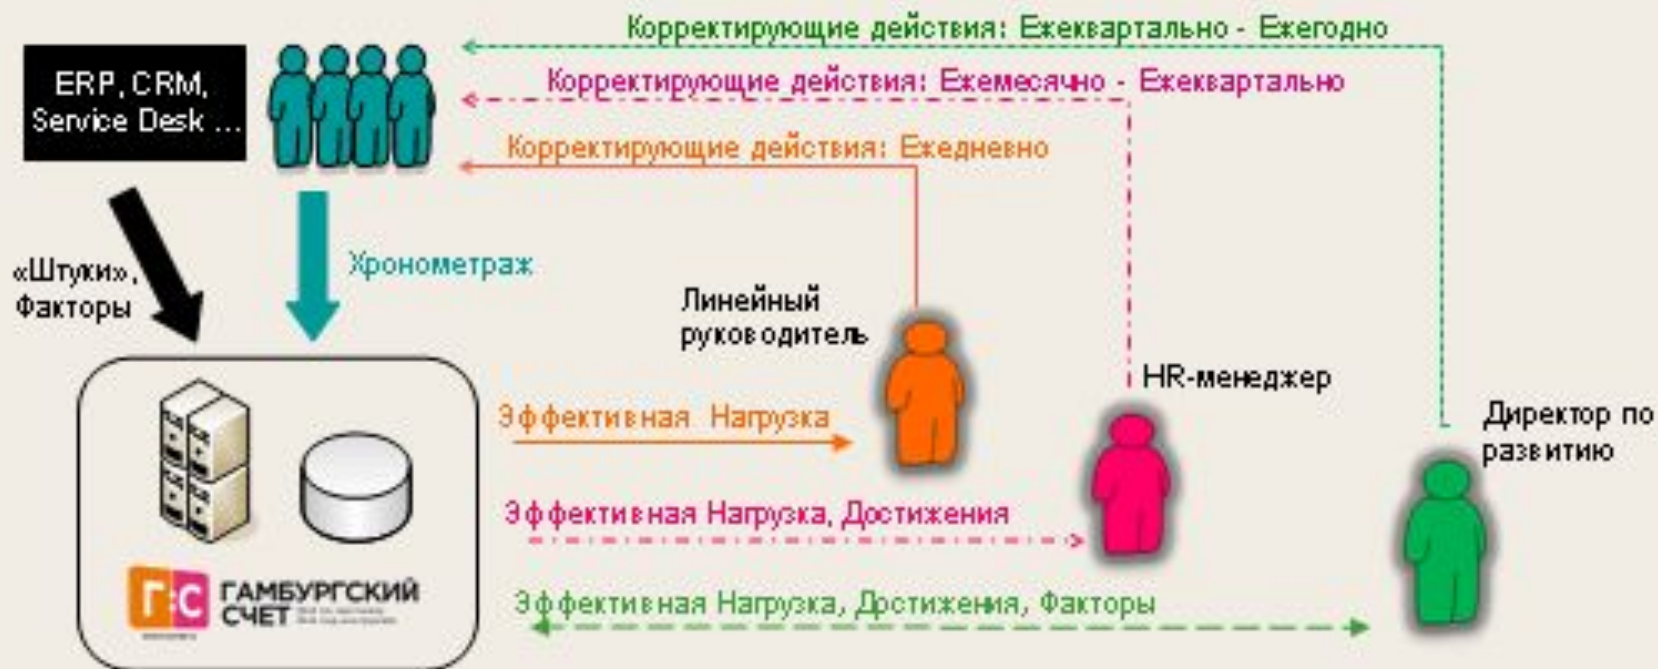 Корректирующие действия: Ежеквартально - Ежегодно
ERP, CRM,
Service Desk ...
Корректирующие действия: Ежемесячно - Ежеквартально
Корректирующие действия: Ежедневно
«Штуки»,
Факторы
Хронометраж
Линейный
руководитель
HR-менеджер
Директор по
развитию
Эффективная Нагрузка
Эффективная Нагрузка, Достижения
Эффективная Нагрузка, Достижения, Факторы
Г:С
ГАМБУРГСКИЙ
СЧЕТ